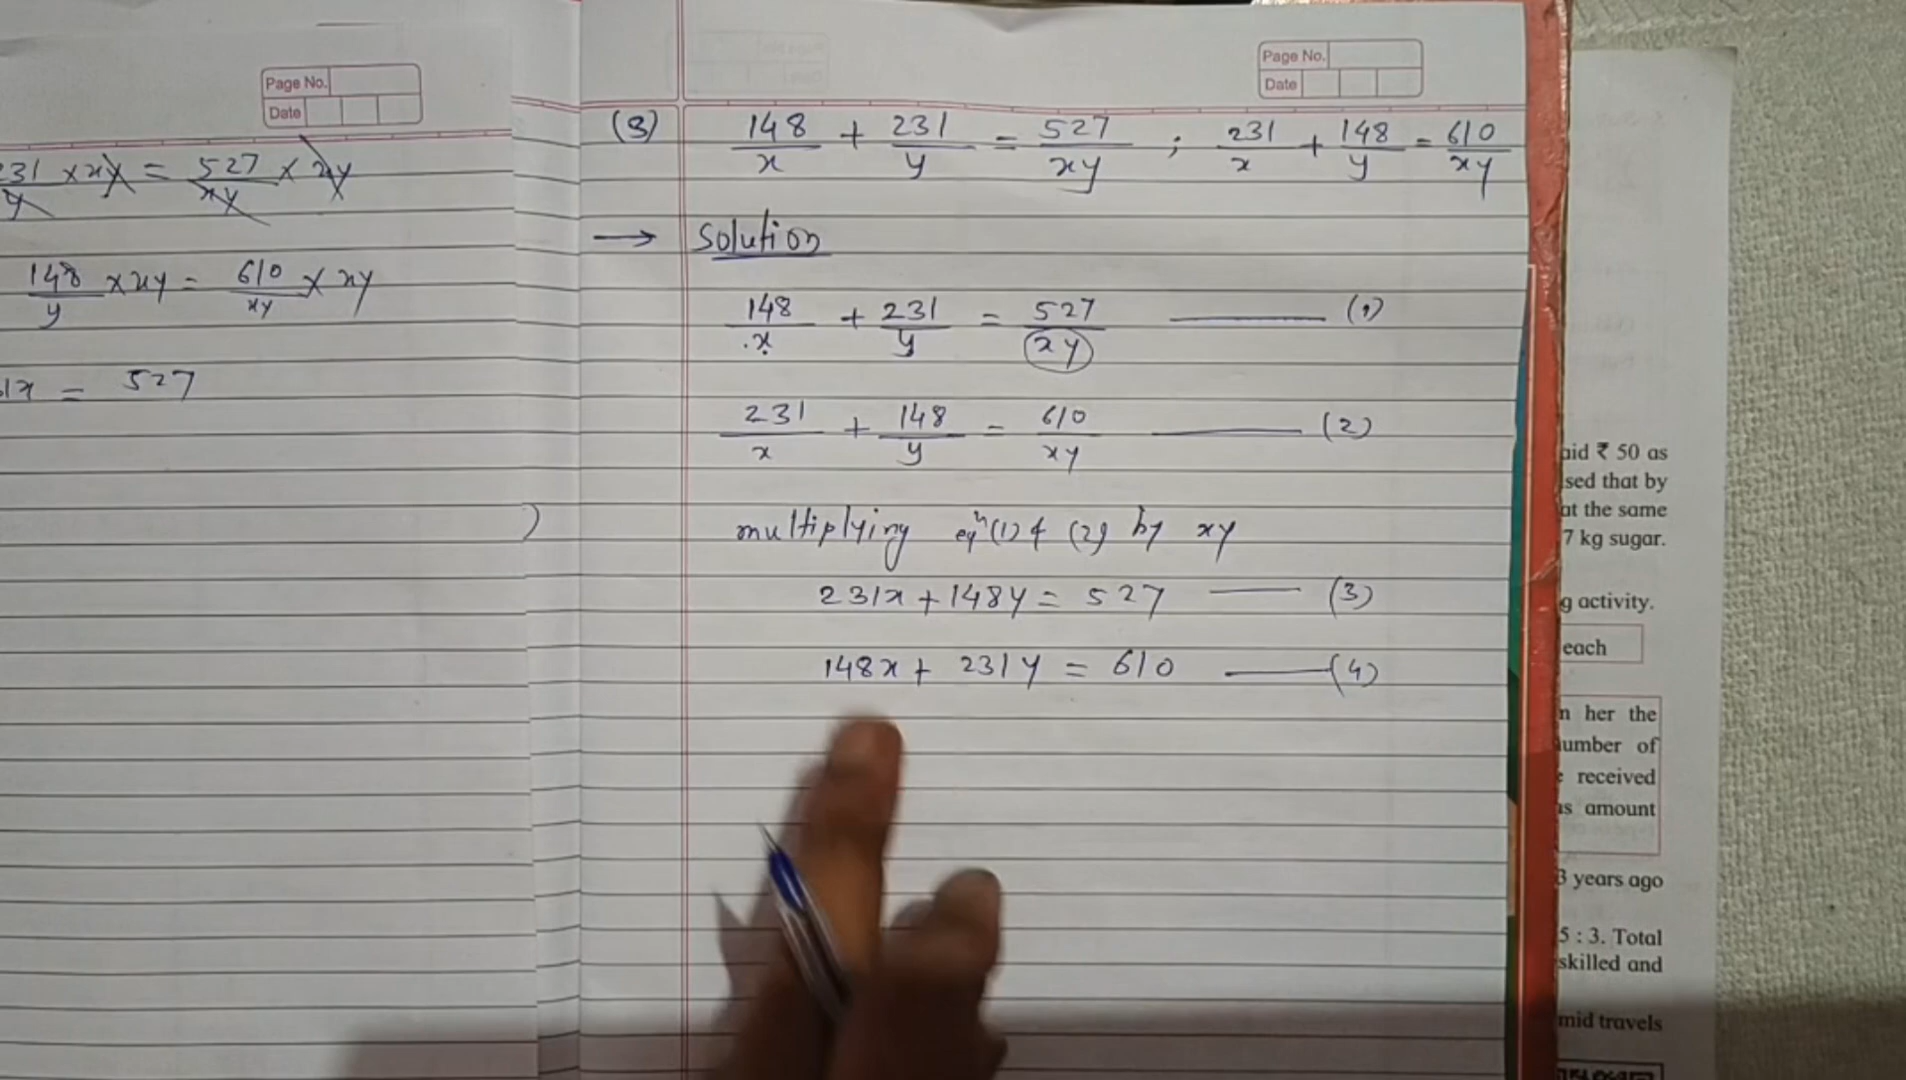 Page No.
Date
231/y × xy = 527/xy × xy
148/y × xy = 610/xy × xy
1x = 527
)
Page No.
Date
(3) 148/x + 231/y = 527/xy ; 231/x + 148/y = 610/xy
→ Solution
148/x + 231/y = 527/xy —— (1)
231/x + 148/y = 610/xy —— (2)
multiplying eqⁿ (1) & (2) by xy
231x + 148y = 527 —— (3)
148x + 231y = 610 —— (4)
aid ₹ 50 as
sed that by
at the same
7 kg sugar.
g activity.
each
n her the
umber of
received
as amount
3 years ago
5 : 3. Total
skilled and
mid travels